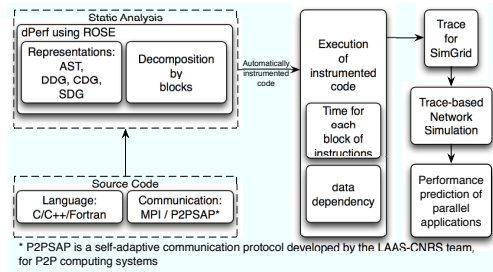 Static Analysis
dPerf using ROSE
Representations:
AST,
DDG, CDG,
SDG
Decomposition
by
blocks
Automatically
instrumented
code
Execution
of
instrumented
code
Time for
each
block of
instructions
data
dependency
Trace
for
SimGrid
Trace-based
Network
Simulation
Performance
prediction of
parallel
applications
Source Code
Language:
C/C++/Fortran
Communication:
MPI / P2PSAP*
* P2PSAP is a self-adaptive communication protocol developed by the LAAS-CNRS team,
for P2P computing systems